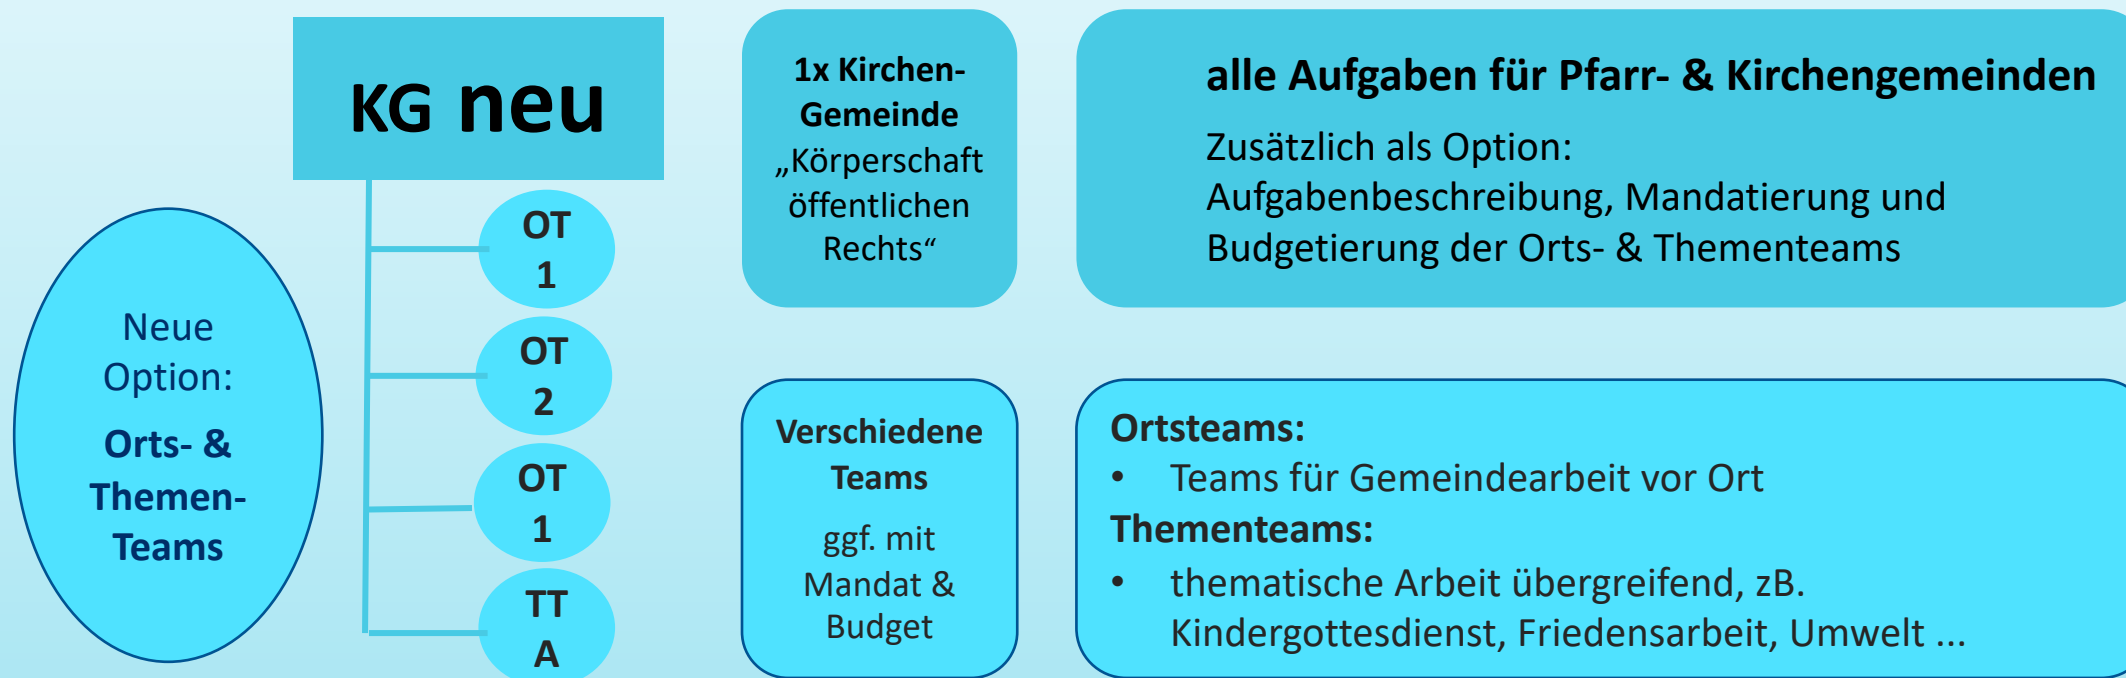 KG neu
OT
1
OT
2
OT
1
TT
A
Neue
Option:
Orts- &
Themen-
Teams
1x Kirchen-
Gemeinde
„Körperschaft
öffentlichen
Rechts“
alle Aufgaben für Pfarr- & Kirchengemeinden
Zusätzlich als Option:
Aufgabenbeschreibung, Mandatierung und
Budgetierung der Orts- & Thementeams
Verschiedene
Teams
ggf. mit
Mandat &
Budget
Ortsteams:
• Teams für Gemeindearbeit vor Ort
Thementeams:
• thematische Arbeit übergreifend, zB.
Kindergottesdienst, Friedensarbeit, Umwelt ...